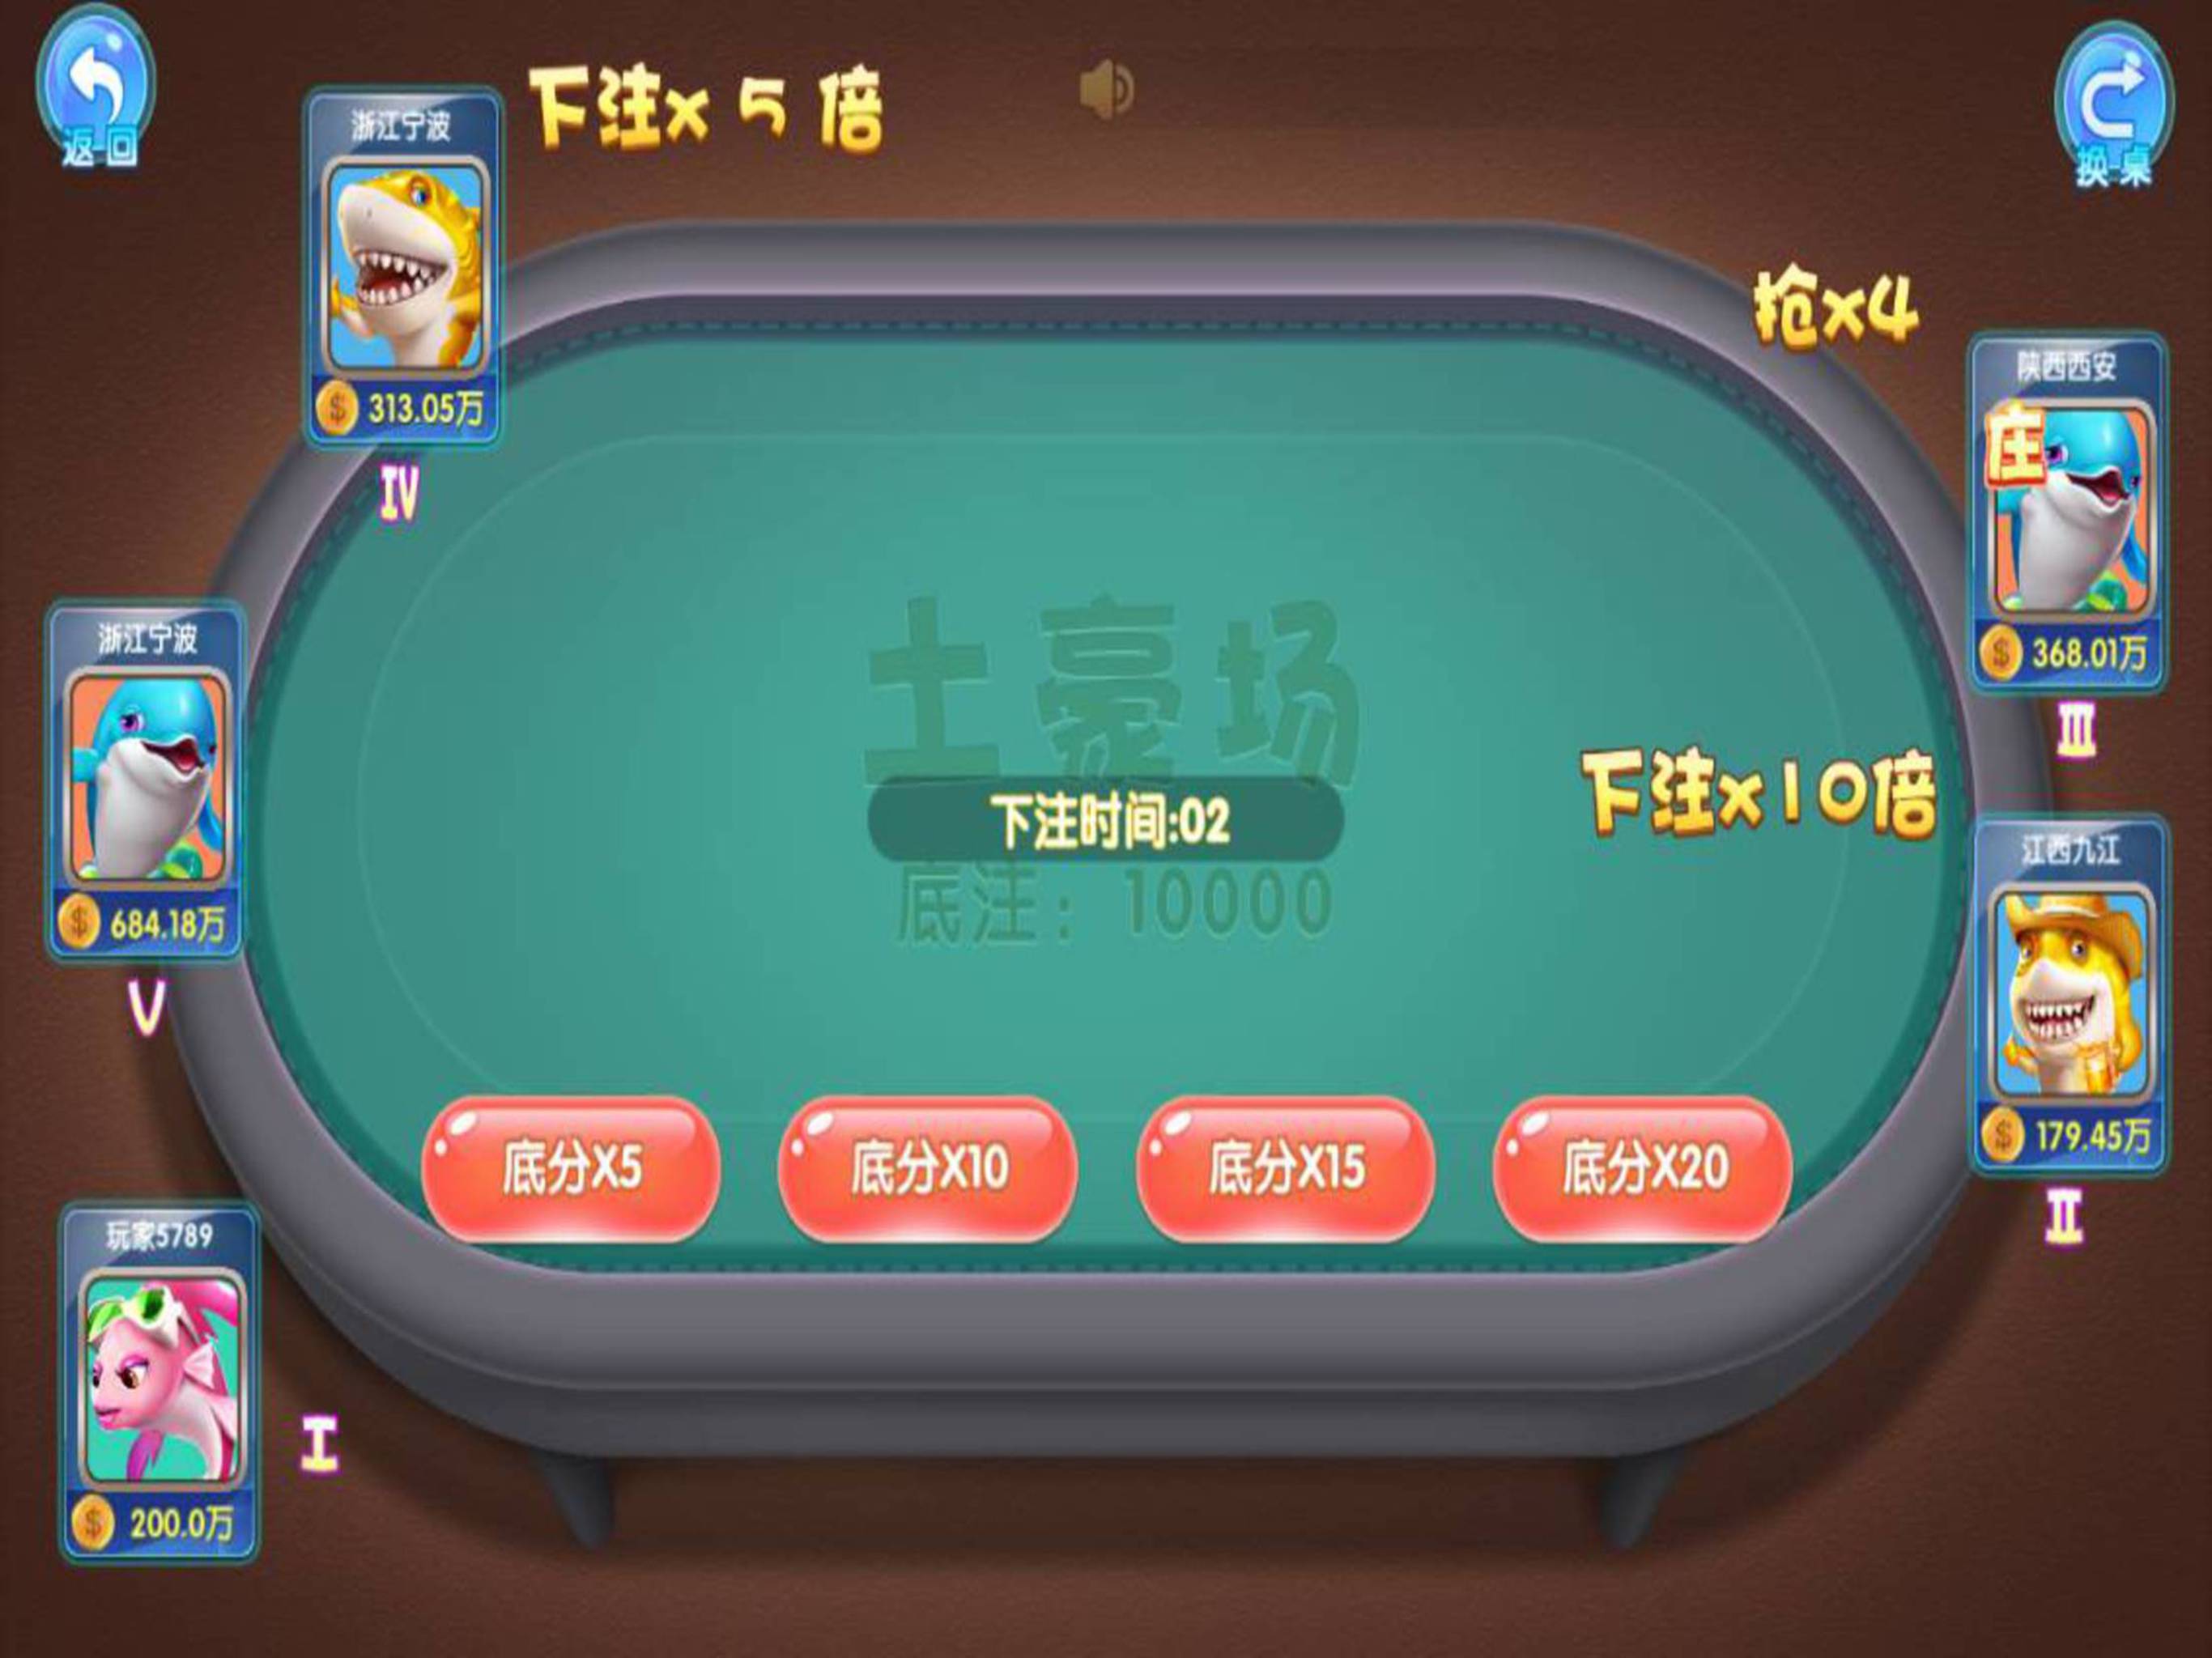 返回
浙江宁波
下注x 5 倍
313.05万
IV
换桌
抢x4
陕西西安
庄
368.01万
III
浙江宁波
684.18万
V
土豪场
下注时间:02
底注：10000
下注x10倍
江西九江
179.45万
II
底分X5
底分X10
底分X15
底分X20
玩家5789
200.0万
I